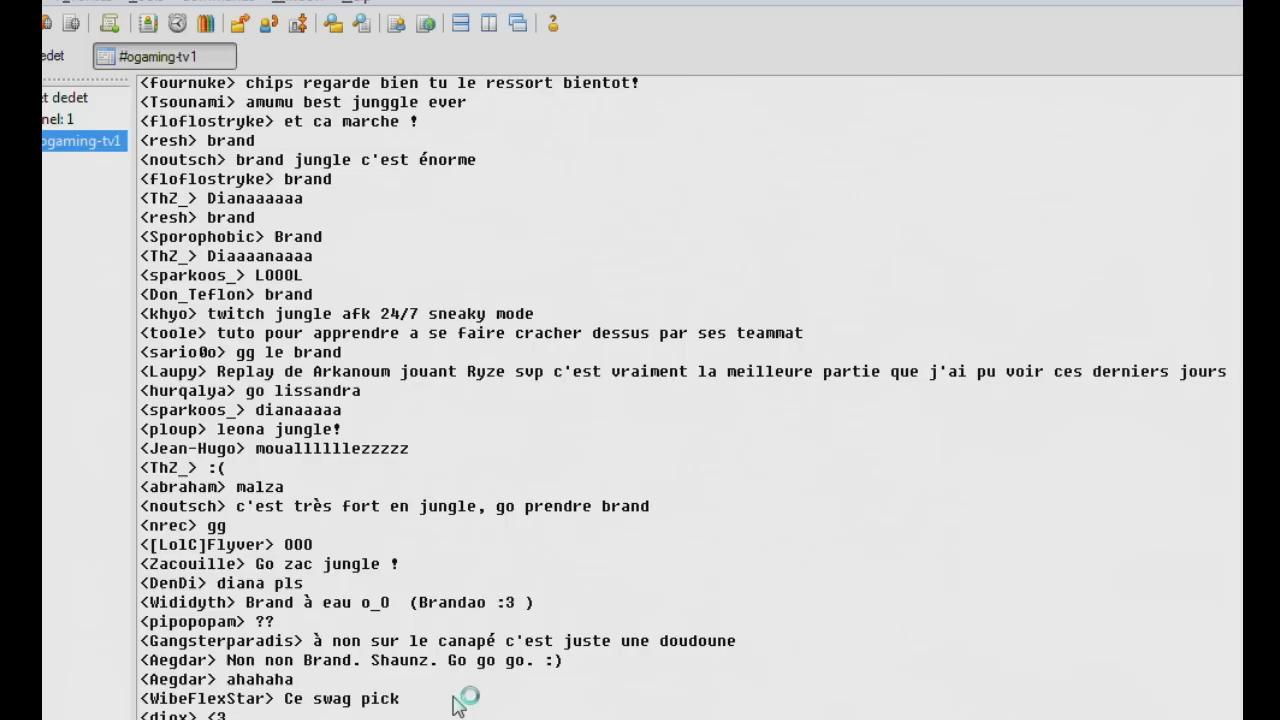 edet
#ogaming-tv1
et dedet
nel: 1
ogaming-tv1
<fournuke> chips regarde bien tu le ressort bientot!
<Tsounami> amumu best junggle ever
<floflostryke> et ca marche !
<resh> brand
<noutsch> brand jungle c'est énorme
<floflostryke> brand
<ThZ_> Dianaaaaaa
<resh> brand
<Sporophobic> Brand
<ThZ_> Diaaaanaaaa
<sparkoos_> LOOOL
<Don_Teflon> brand
<khyo> twitch jungle afk 24/7 sneaky mode
<toole> tuto pour apprendre a se faire cracher dessus par ses teammat
<sario0o> gg le brand
<Laupy> Replay de Arkanoum jouant Ryze svp c'est vraiment la meilleure partie que j'ai pu voir ces derniers jours
<hurqalya> go lissandra
<sparkoos_> dianaaaaa
<ploup> leona jungle!
<Jean-Hugo> mouallllllezzzzz
<ThZ_> :(
<abraham> malza
<noutsch> c'est très fort en jungle, go prendre brand
<nrec> gg
<[LolC]Flyver> OOO
<Zacouille> Go zac jungle !
<DenDi> diana pls
<Wididyth> Brand à eau o_O  (Brandao :3 )
<pipopopam> ??
<Gangsterparadis> à non sur le canapé c'est juste une doudoune
<Aegdar> Non non Brand. Shaunz. Go go go. :)
<Aegdar> ahahaha
<WibeFlexStar> Ce swag pick
<diox> <3